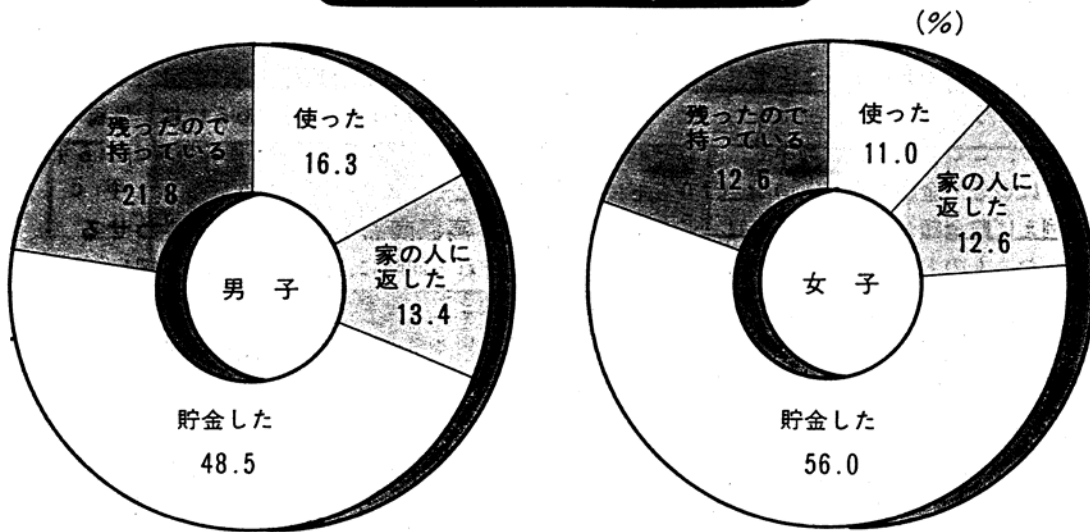 (%)
残ったので
持っている
21.8
使った
16.3
家の人に
返した
13.4
貯金した
48.5
男 子
残ったので
持っている
12.6
使った
11.0
家の人に
返した
12.6
貯金した
56.0
女 子